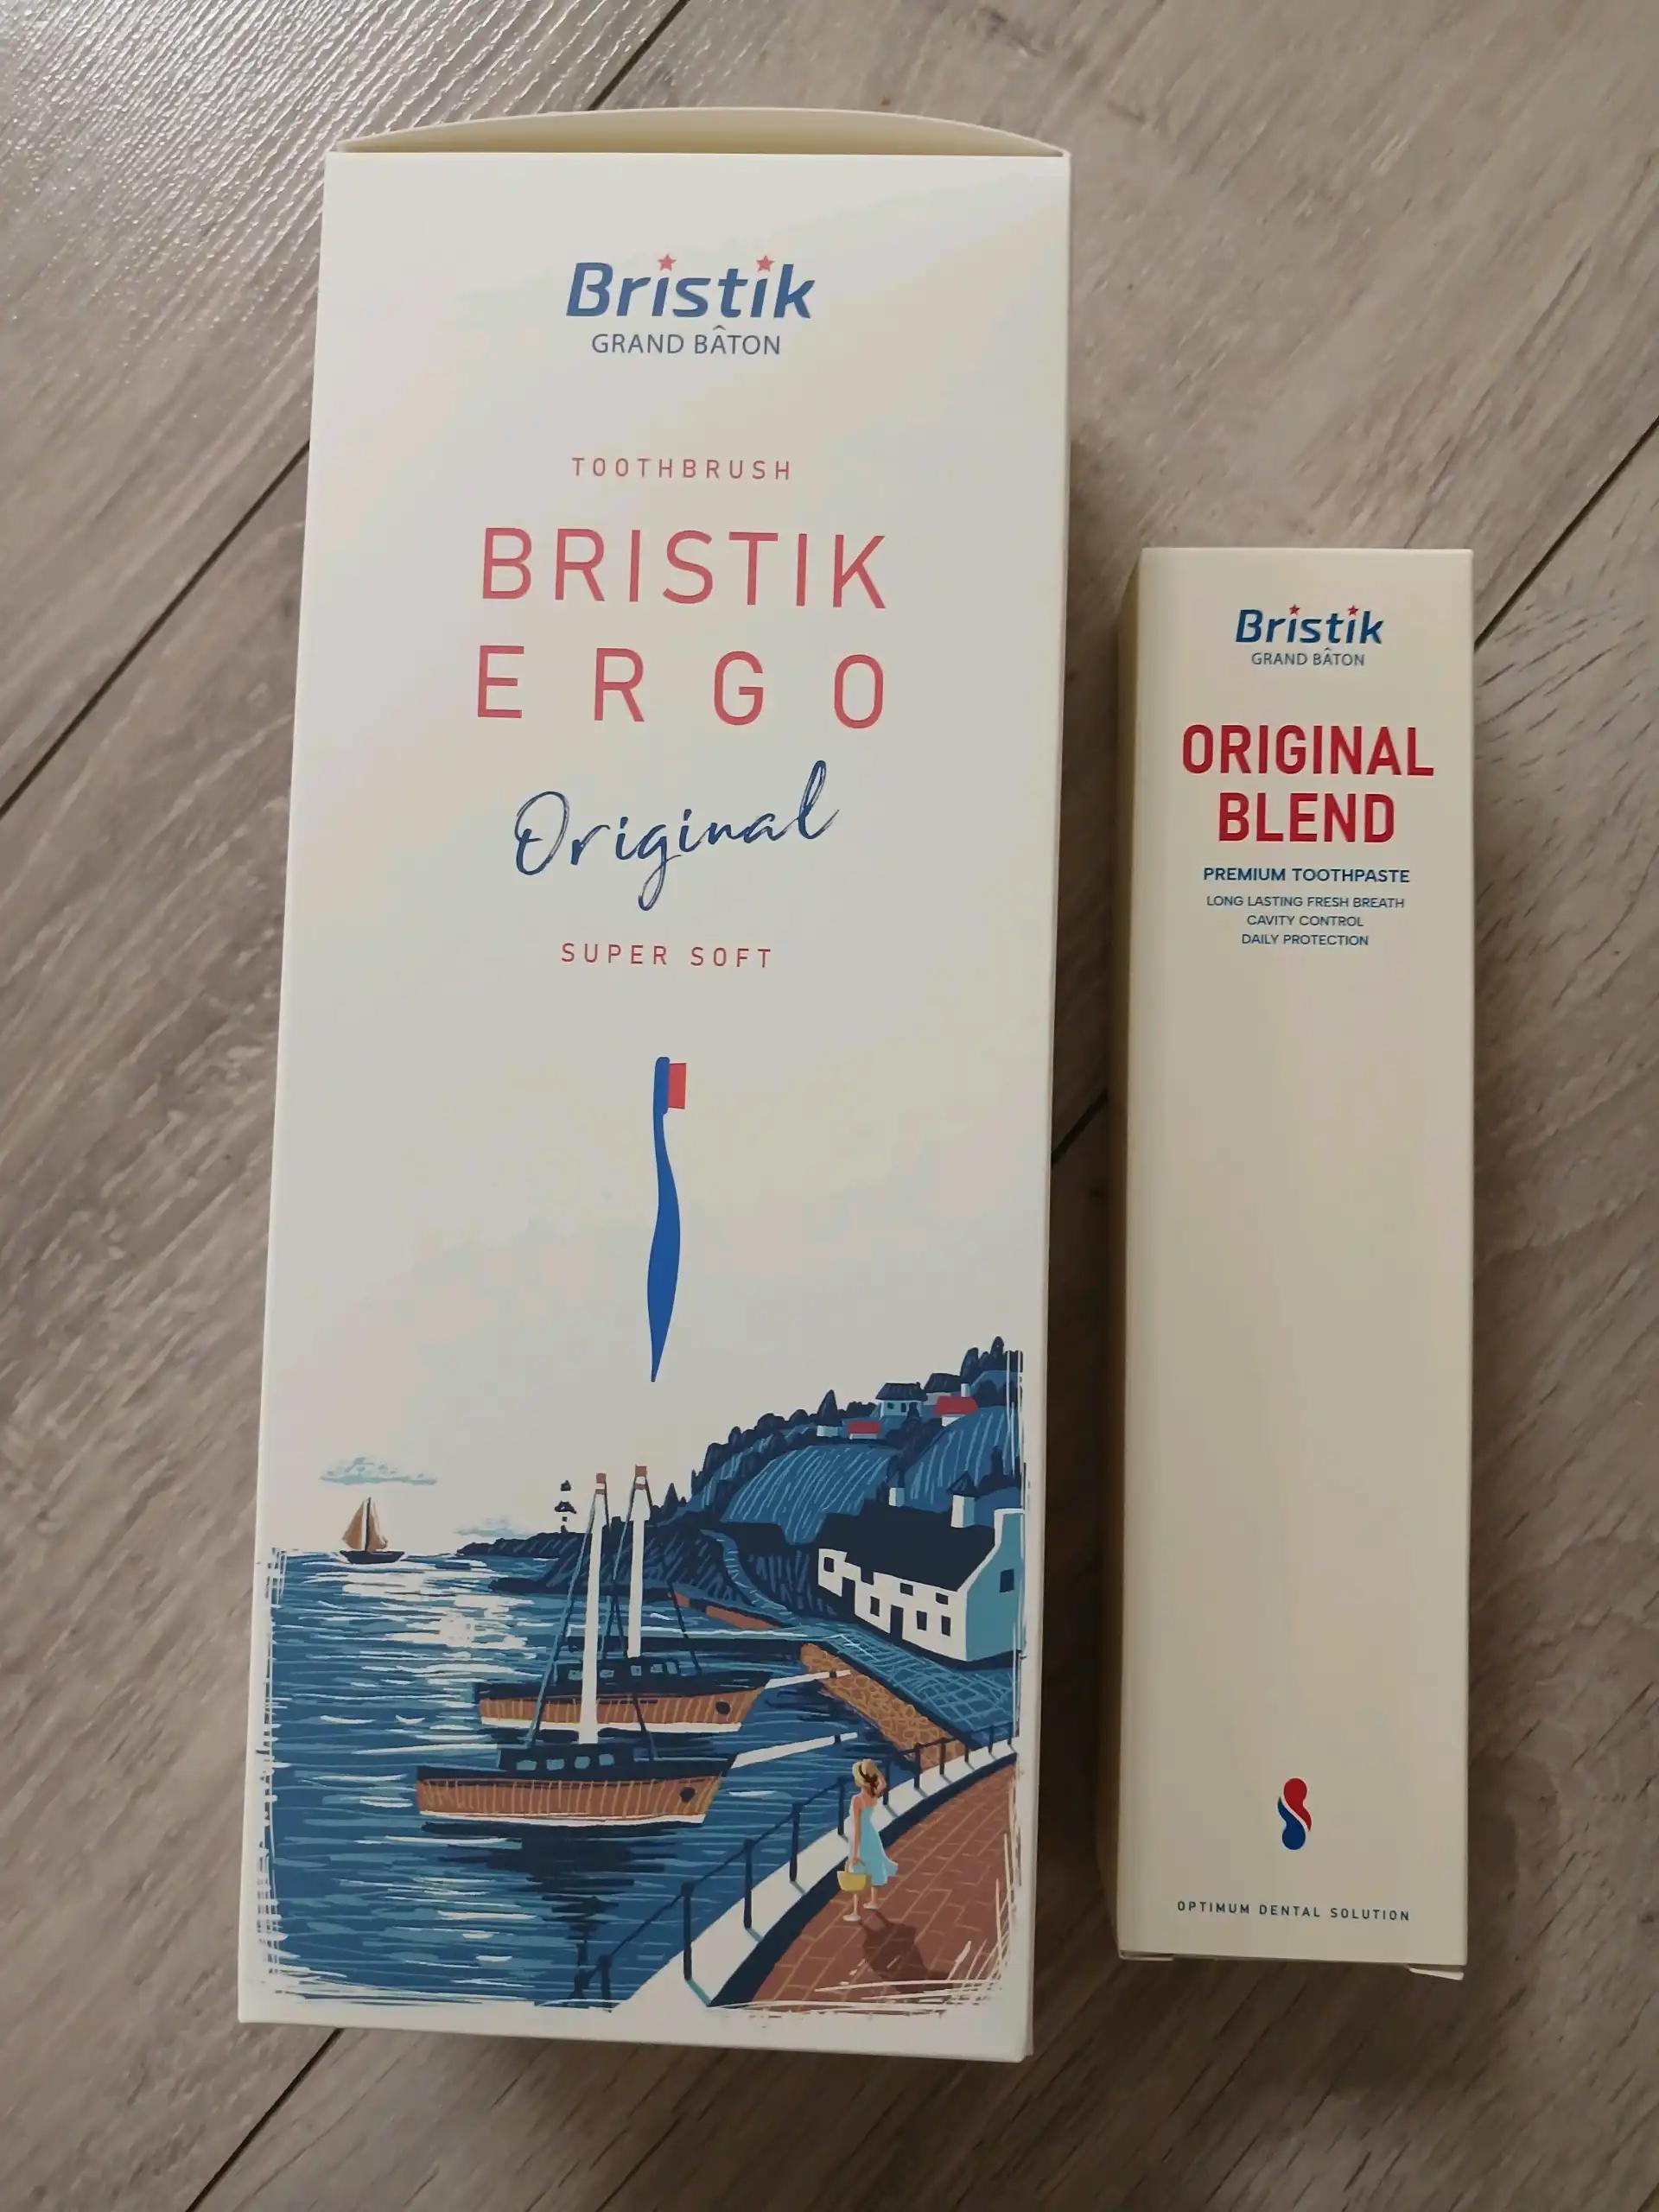 Bristik
GRAND BÂTON
TOOTHBRUSH
BRISTIK
ERGO
Original
SUPER SOFT
Bristik
GRAND BÂTON
ORIGINAL
BLEND
PREMIUM TOOTHPASTE
LONG LASTING FRESH BREATH
CAVITY CONTROL
DAILY PROTECTION
OPTIMUM DENTAL SOLUTION